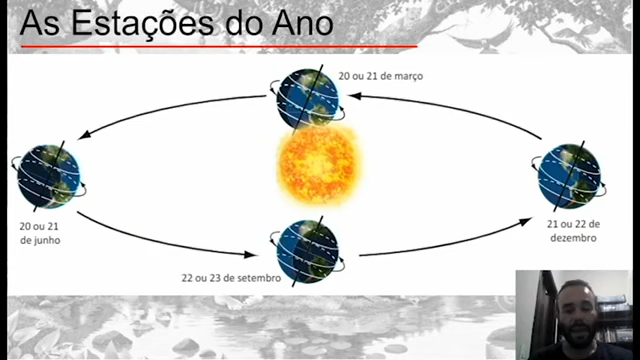 As Estações do Ano
20 ou 21 de março
20 ou 21
de junho
21 ou 22 de
dezembro
22 ou 23 de setembro